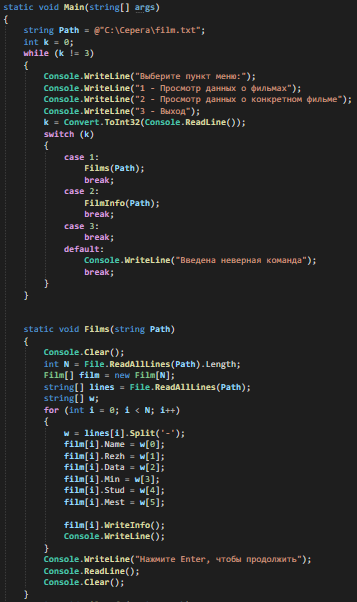 static void Main(string[] args)
{
string Path = @"C:\Серега\film.txt";
int k = 0;
while (k != 3)
{
Console.WriteLine("Выберите пункт меню:");
Console.WriteLine("1 - Просмотр данных о фильмах");
Console.WriteLine("2 - Просмотр данных о конкретном фильме");
Console.WriteLine("3 - Выход");
k = Convert.ToInt32(Console.ReadLine());
switch (k)
{
case 1:
Films(Path);
break;
case 2:
FilmInfo(Path);
break;
case 3:
break;
default:
Console.WriteLine("Введена неверная команда");
break;
}
}
static void Films(string Path)
{
Console.Clear();
int N = File.ReadAllLines(Path).Length;
Film[] film = new Film[N];
string[] lines = File.ReadAllLines(Path);
string[] w;
for (int i = 0; i < N; i++)
{
w = lines[i].Split('-');
film[i].Name = w[0];
film[i].Rezh = w[1];
film[i].Data = w[2];
film[i].Min = w[3];
film[i].Stud = w[4];
film[i].Mest = w[5];
film[i].WriteInfo();
Console.WriteLine();
}
Console.WriteLine("Нажмите Enter, чтобы продолжить");
Console.ReadLine();
Console.Clear();
}